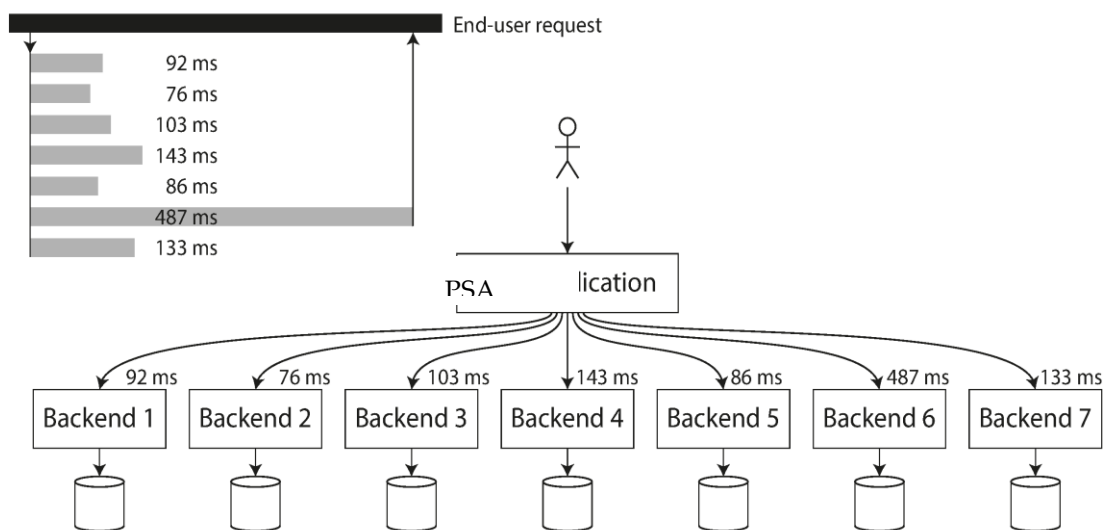 End-user request
92 ms
76 ms
103 ms
143 ms
86 ms
487 ms
133 ms
PSA lication
92 ms 76 ms 103 ms 143 ms 86 ms 487 ms 133 ms
Backend 1 Backend 2 Backend 3 Backend 4 Backend 5 Backend 6 Backend 7